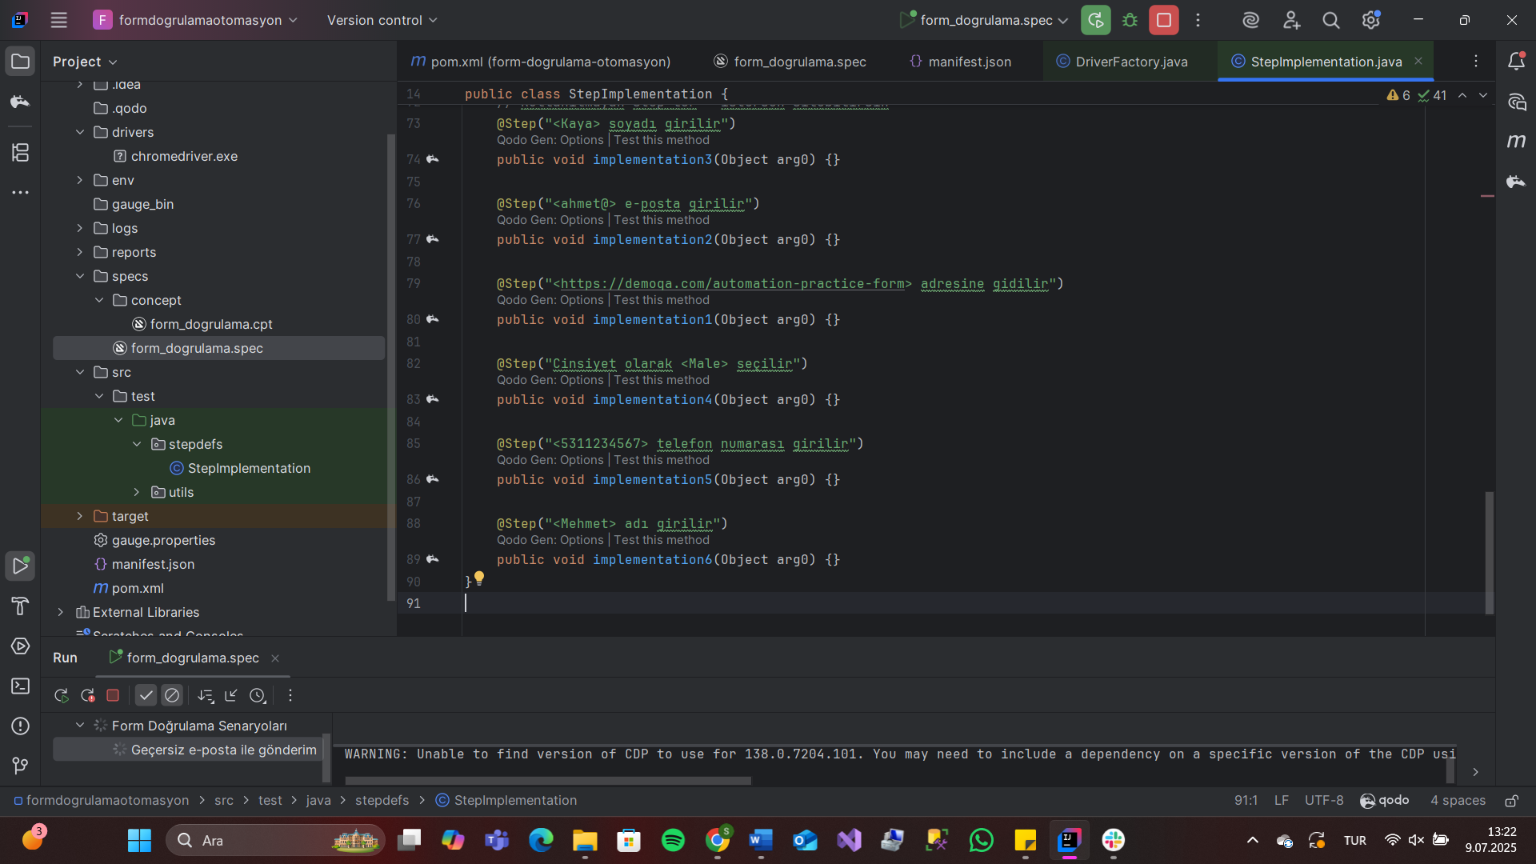 F formdogrulamaotomasyon Version control form_dogrulama.spec
Project pom.xml (form-dogrulama-otomasyon) form_dogrulama.spec manifest.json DriverFactory.java StepImplementation.java
.idea
.qodo
drivers
chromedriver.exe
env
gauge_bin
logs
reports
specs
concept
form_dogrulama.cpt
form_dogrulama.spec
src
test
java
stepdefs
StepImplementation
utils
target
gauge.properties
manifest.json
pom.xml
External Libraries
Scratches and Consoles
14 public class StepImplementation { 6 41
73 @Step("<Kaya> soyadı girilir")
Qodo Gen: Options | Test this method
74 public void implementation3(Object arg0) {}
75
76 @Step("<ahmet@> e-posta girilir")
Qodo Gen: Options | Test this method
77 public void implementation2(Object arg0) {}
78
79 @Step("<https://demoqa.com/automation-practice-form> adresine gidilir")
Qodo Gen: Options | Test this method
80 public void implementation1(Object arg0) {}
81
82 @Step("Cinsiyet olarak <Male> seçilir")
Qodo Gen: Options | Test this method
83 public void implementation4(Object arg0) {}
84
85 @Step("<5311234567> telefon numarası girilir")
Qodo Gen: Options | Test this method
86 public void implementation5(Object arg0) {}
87
88 @Step("<Mehmet> adı girilir")
Qodo Gen: Options | Test this method
89 public void implementation6(Object arg0) {}
90 }
91
Run form_dogrulama.spec
Form Doğrulama Senaryoları
Geçersiz e-posta ile gönderim
WARNING: Unable to find version of CDP to use for 138.0.7204.101. You may need to include a dependency on a specific version of the CDP usi
formdogrulamaotomasyon > src > test > java > stepdefs > StepImplementation 91:1 LF UTF-8 qodo 4 spaces
3 Ara TUR 13:22
9.07.2025